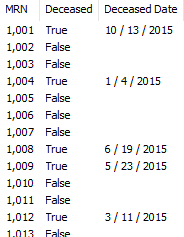 MRN Deceased Deceased Date
1,001 True 10 / 13 / 2015
1,002 False
1,003 False
1,004 True 1 / 4 / 2015
1,005 False
1,006 False
1,007 False
1,008 True 6 / 19 / 2015
1,009 True 5 / 23 / 2015
1,010 False
1,011 False
1,012 True 3 / 11 / 2015
1,013 False